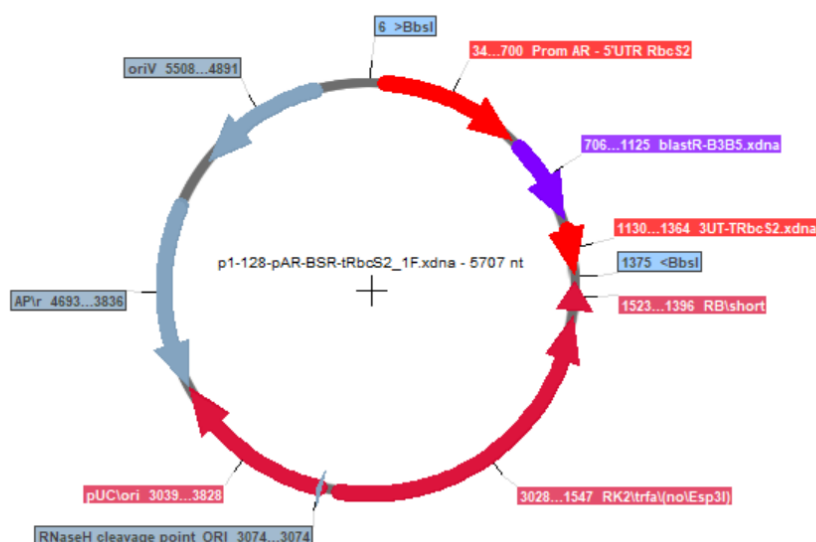 6 >BbsI
34...700 Prom AR - 5'UTR RbcS2
oriV 5508...4891
706...1125 blastR-B3B5.xdna
1130...1364 3UT-TRbcS2.xdna
p1-128-pAR-BSR-tRbcS2_1F.xdna - 5707 nt
1375 <BbsI
AP\r 4693...3836
1523...1396 RB\short
pUC\ori 3039...3828
3028...1547 RK2\trfa\(no\Esp3I)
RNaseH cleavage point ORI 3074...3074